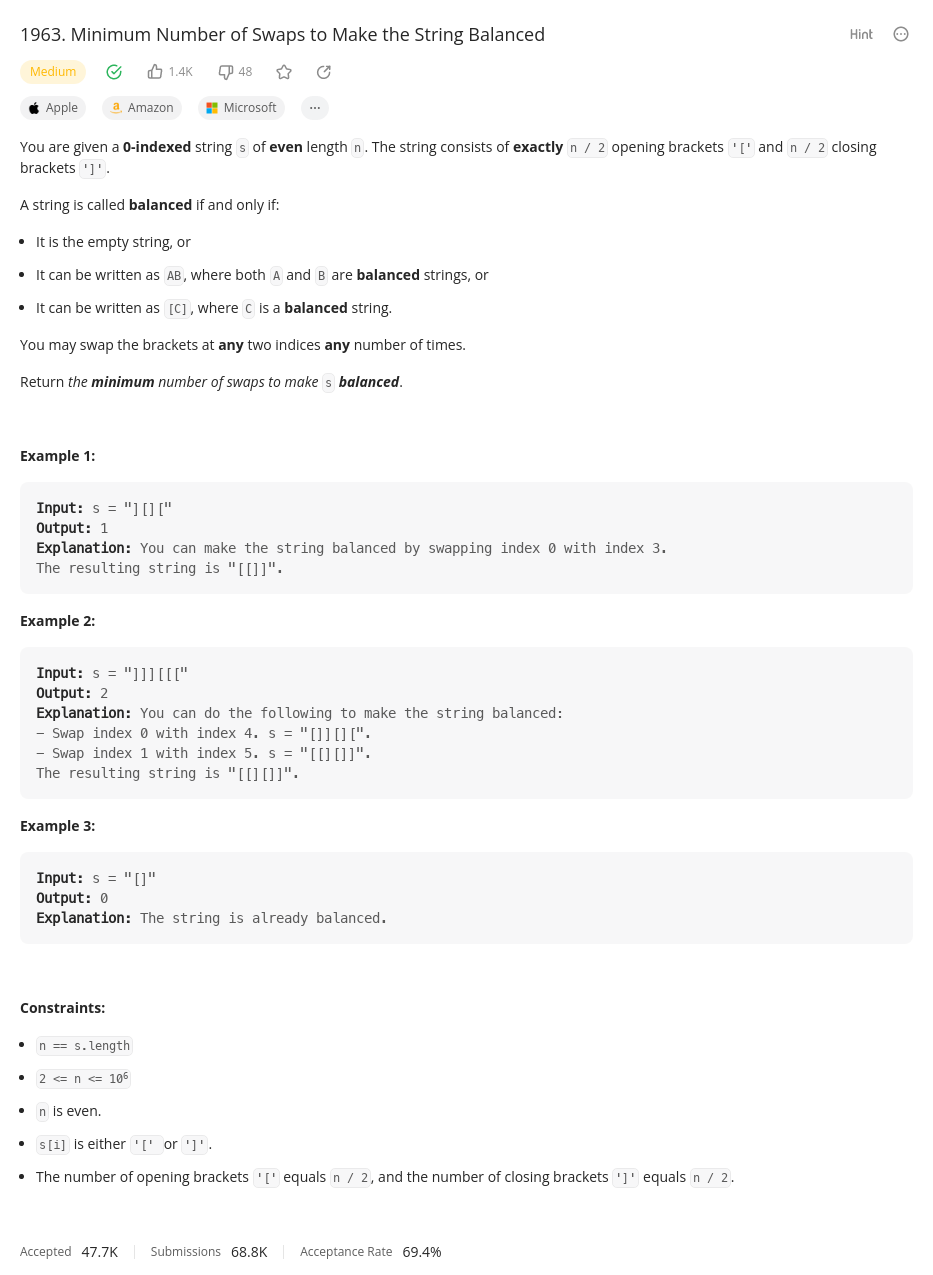 1963. Minimum Number of Swaps to Make the String Balanced
Hint
Medium 1.4K 48
Apple Amazon Microsoft ...
You are given a 0-indexed string s of even length n. The string consists of exactly n / 2 opening brackets '[' and n / 2 closing
brackets ']'.
A string is called balanced if and only if:
• It is the empty string, or
• It can be written as AB, where both A and B are balanced strings, or
• It can be written as [C], where C is a balanced string.
You may swap the brackets at any two indices any number of times.
Return the minimum number of swaps to make s balanced.
Example 1:
Input: s = "][]["
Output: 1
Explanation: You can make the string balanced by swapping index 0 with index 3.
The resulting string is "[[]]".
Example 2:
Input: s = "]]][[["
Output: 2
Explanation: You can do the following to make the string balanced:
– Swap index 0 with index 4. s = "[]][][".
– Swap index 1 with index 5. s = "[[][]]".
The resulting string is "[[][]]".
Example 3:
Input: s = "[]"
Output: 0
Explanation: The string is already balanced.
Constraints:
• n == s.length
• 2 <= n <= 10⁶
• n is even.
• s[i] is either '[' or ']'.
• The number of opening brackets '[' equals n / 2, and the number of closing brackets ']' equals n / 2.
Accepted 47.7K Submissions 68.8K Acceptance Rate 69.4%